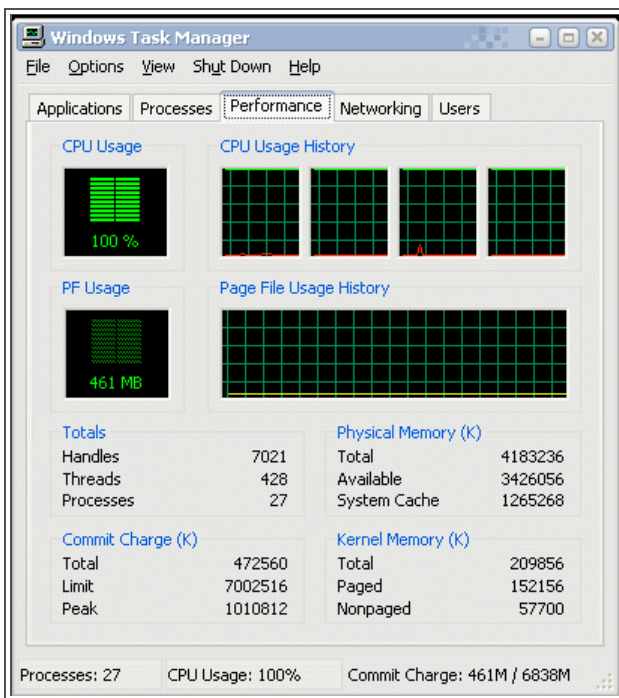 Windows Task Manager
File Options View Shut Down Help
Applications Processes Performance Networking Users
CPU Usage CPU Usage History
100 %
PF Usage Page File Usage History
461 MB
Totals Physical Memory (K)
Handles 7021 Total 4183236
Threads 428 Available 3426056
Processes 27 System Cache 1265268
Commit Charge (K) Kernel Memory (K)
Total 472560 Total 209856
Limit 7002516 Paged 152156
Peak 1010812 Nonpaged 57700
Processes: 27 CPU Usage: 100% Commit Charge: 461M / 6838M